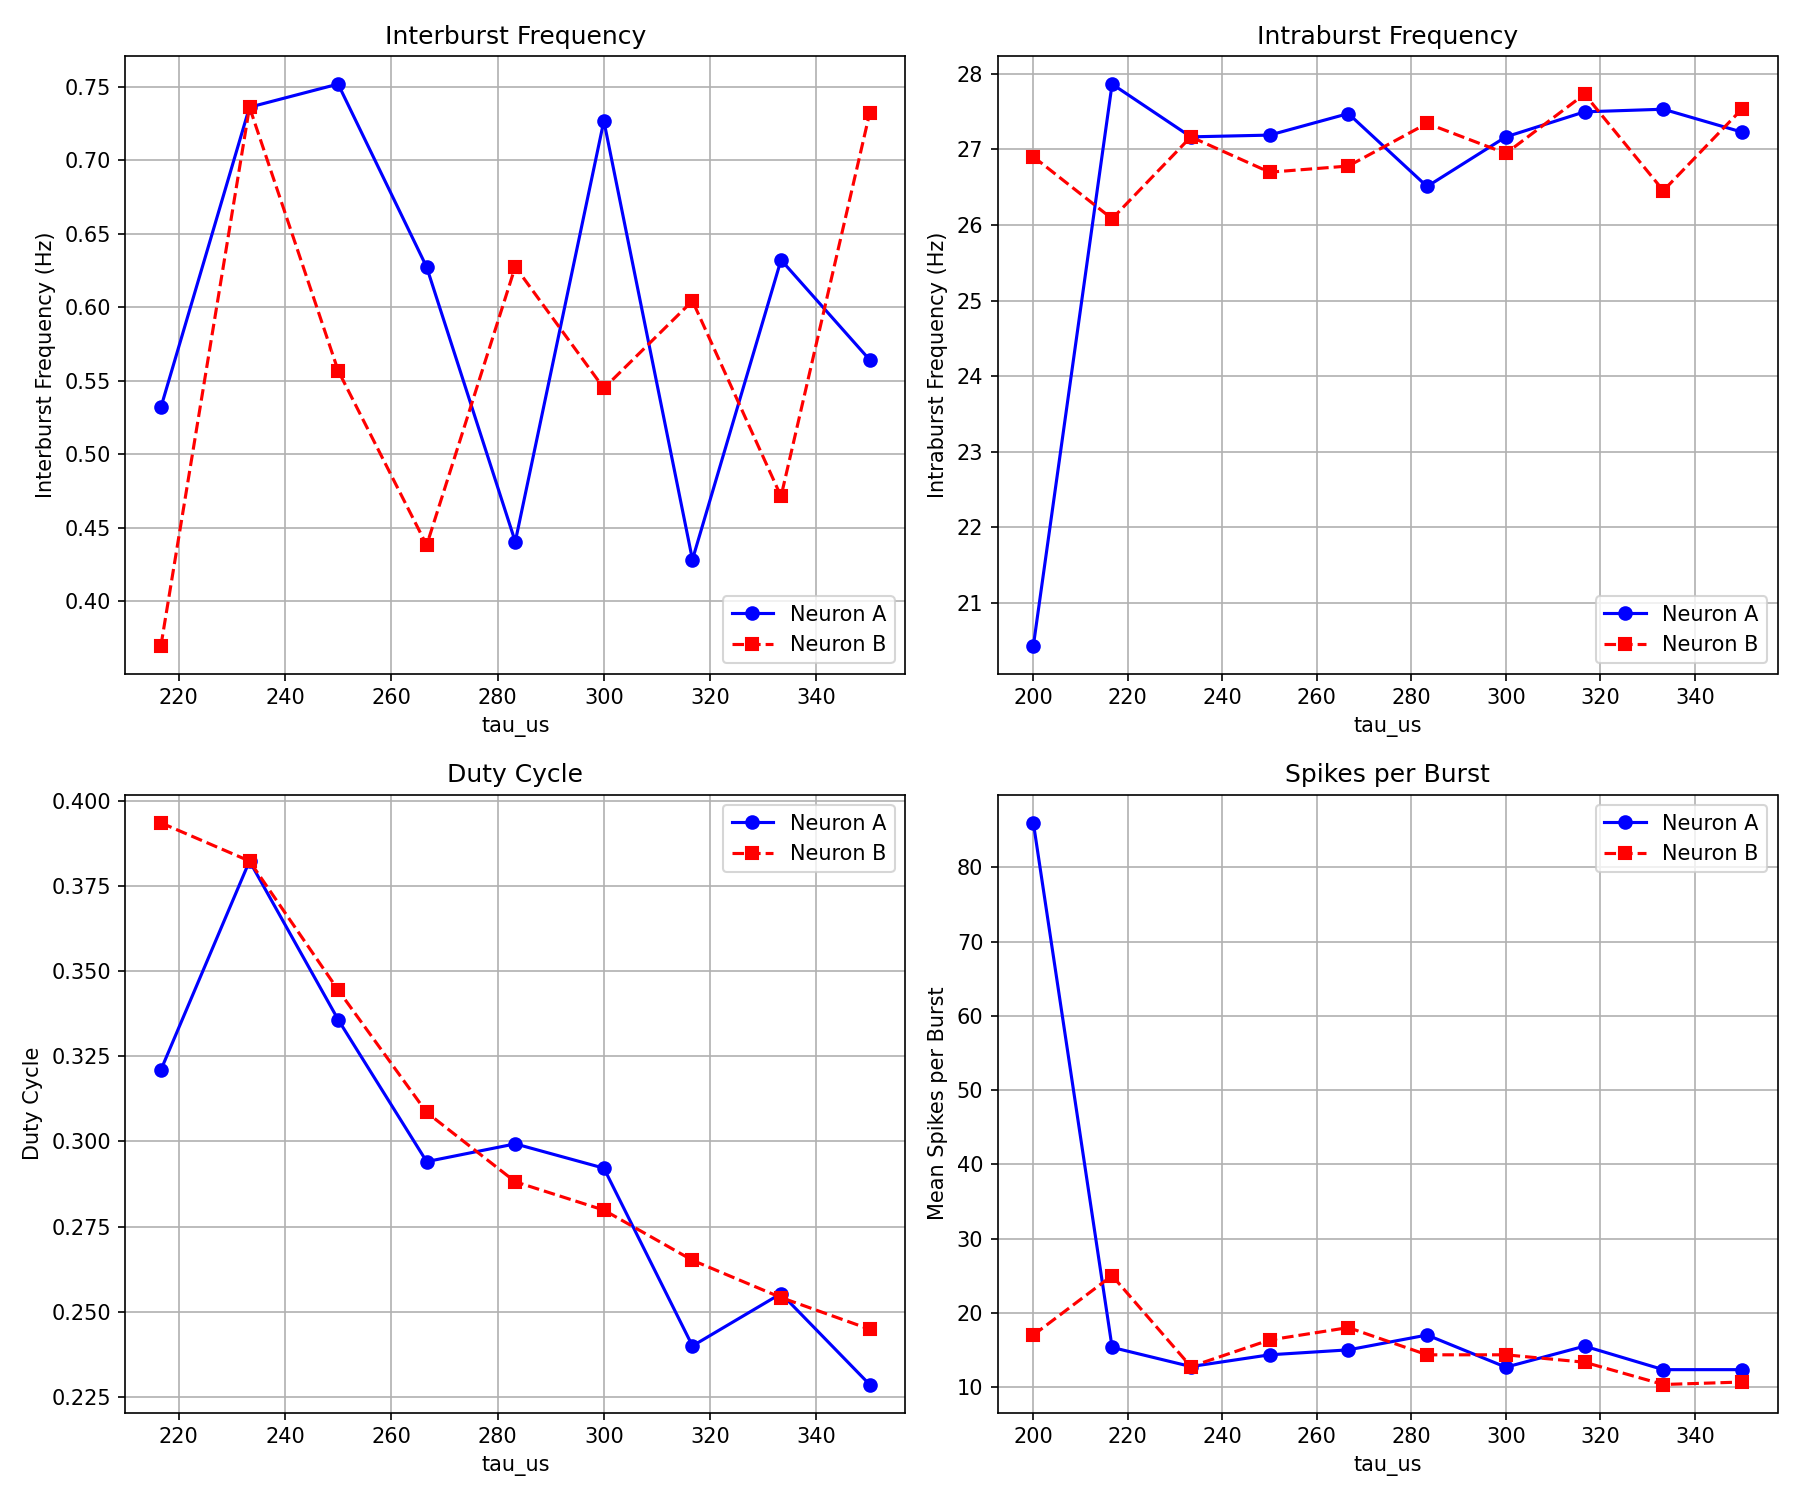 Interburst Frequency
Interburst Frequency (Hz)
0.75
0.70
0.65
0.60
0.55
0.50
0.45
0.40
220 240 260 280 300 320 340
tau_us
Neuron A
Neuron B
Intraburst Frequency
Intraburst Frequency (Hz)
28
27
26
25
24
23
22
21
200 220 240 260 280 300 320 340
tau_us
Neuron A
Neuron B
Duty Cycle
Duty Cycle
0.400
0.375
0.350
0.325
0.300
0.275
0.250
0.225
220 240 260 280 300 320 340
tau_us
Neuron A
Neuron B
Spikes per Burst
Mean Spikes per Burst
80
70
60
50
40
30
20
10
200 220 240 260 280 300 320 340
tau_us
Neuron A
Neuron B